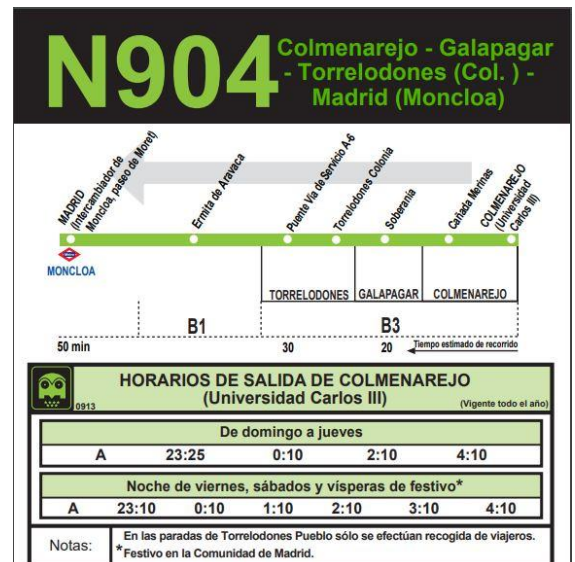 N904
Colmenarejo - Galapagar
- Torrelodones (Col. ) -
Madrid (Moncloa)
MADRID
(Intercambiador de
Moncloa, paseo de Moret)
Ermita de Aravaca
Puente Vía de Servicio A-6
Torrelodones Colonia
Soberanía
Cañada Merinas
COLMENAREJO
(Universidad
Carlos III)
MONCLOA
TORRELODONES GALAPAGAR COLMENAREJO
B1 B3
50 min 30 20 Tiempo estimado de recorrido
HORARIOS DE SALIDA DE COLMENAREJO
0913 (Universidad Carlos III) (Vigente todo el año)
De domingo a jueves
A 23:25 0:10 2:10 4:10
Noche de viernes, sábados y vísperas de festivo*
A 23:10 0:10 1:10 2:10 3:10 4:10
Notas: En las paradas de Torrelodones Pueblo sólo se efectúan recogida de viajeros.
*Festivo en la Comunidad de Madrid.